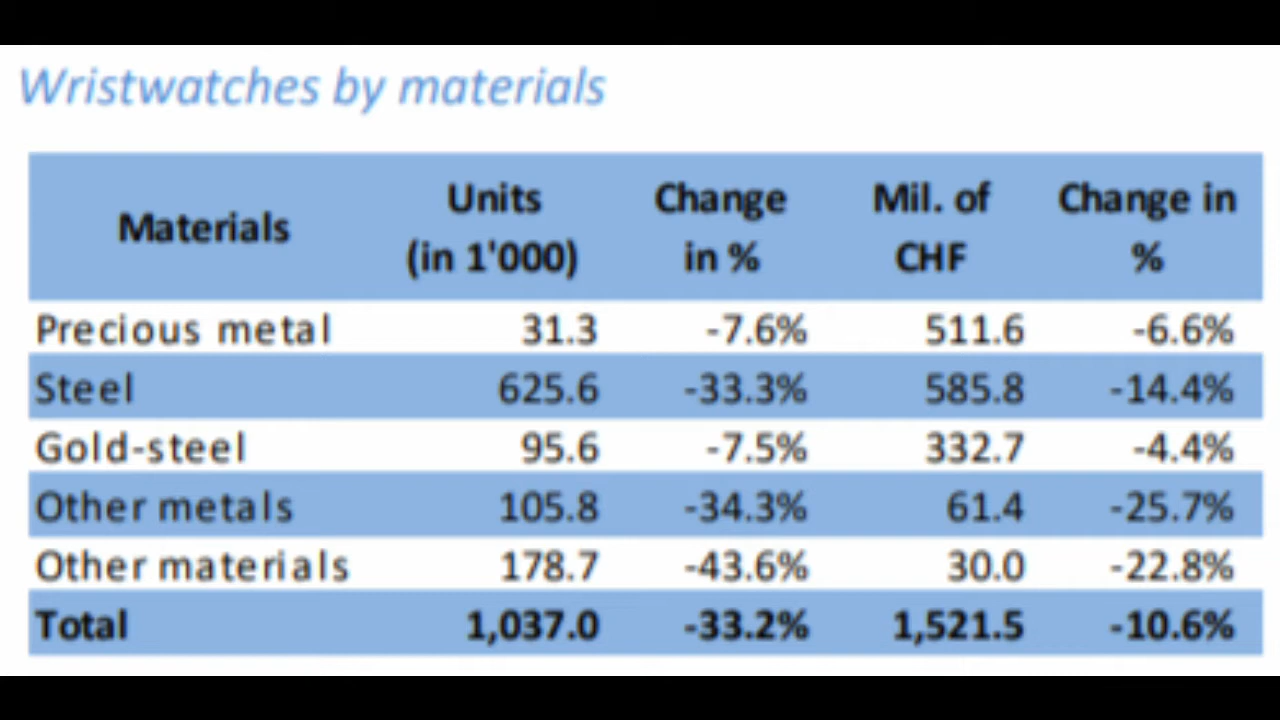 Wristwatches by materials
Materials Units (in 1'000) Change in % Mil. of CHF Change in %
Precious metal 31.3 -7.6% 511.6 -6.6%
Steel 625.6 -33.3% 585.8 -14.4%
Gold-steel 95.6 -7.5% 332.7 -4.4%
Other metals 105.8 -34.3% 61.4 -25.7%
Other materials 178.7 -43.6% 30.0 -22.8%
Total 1,037.0 -33.2% 1,521.5 -10.6%